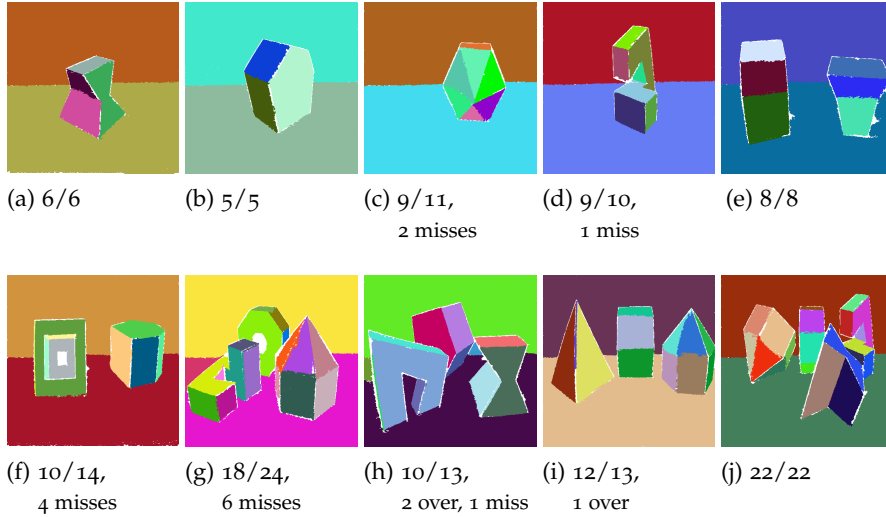 (a) 6/6
(b) 5/5
(c) 9/11,
2 misses
(d) 9/10,
1 miss
(e) 8/8
(f) 10/14,
4 misses
(g) 18/24,
6 misses
(h) 10/13,
2 over, 1 miss
(i) 12/13,
1 over
(j) 22/22